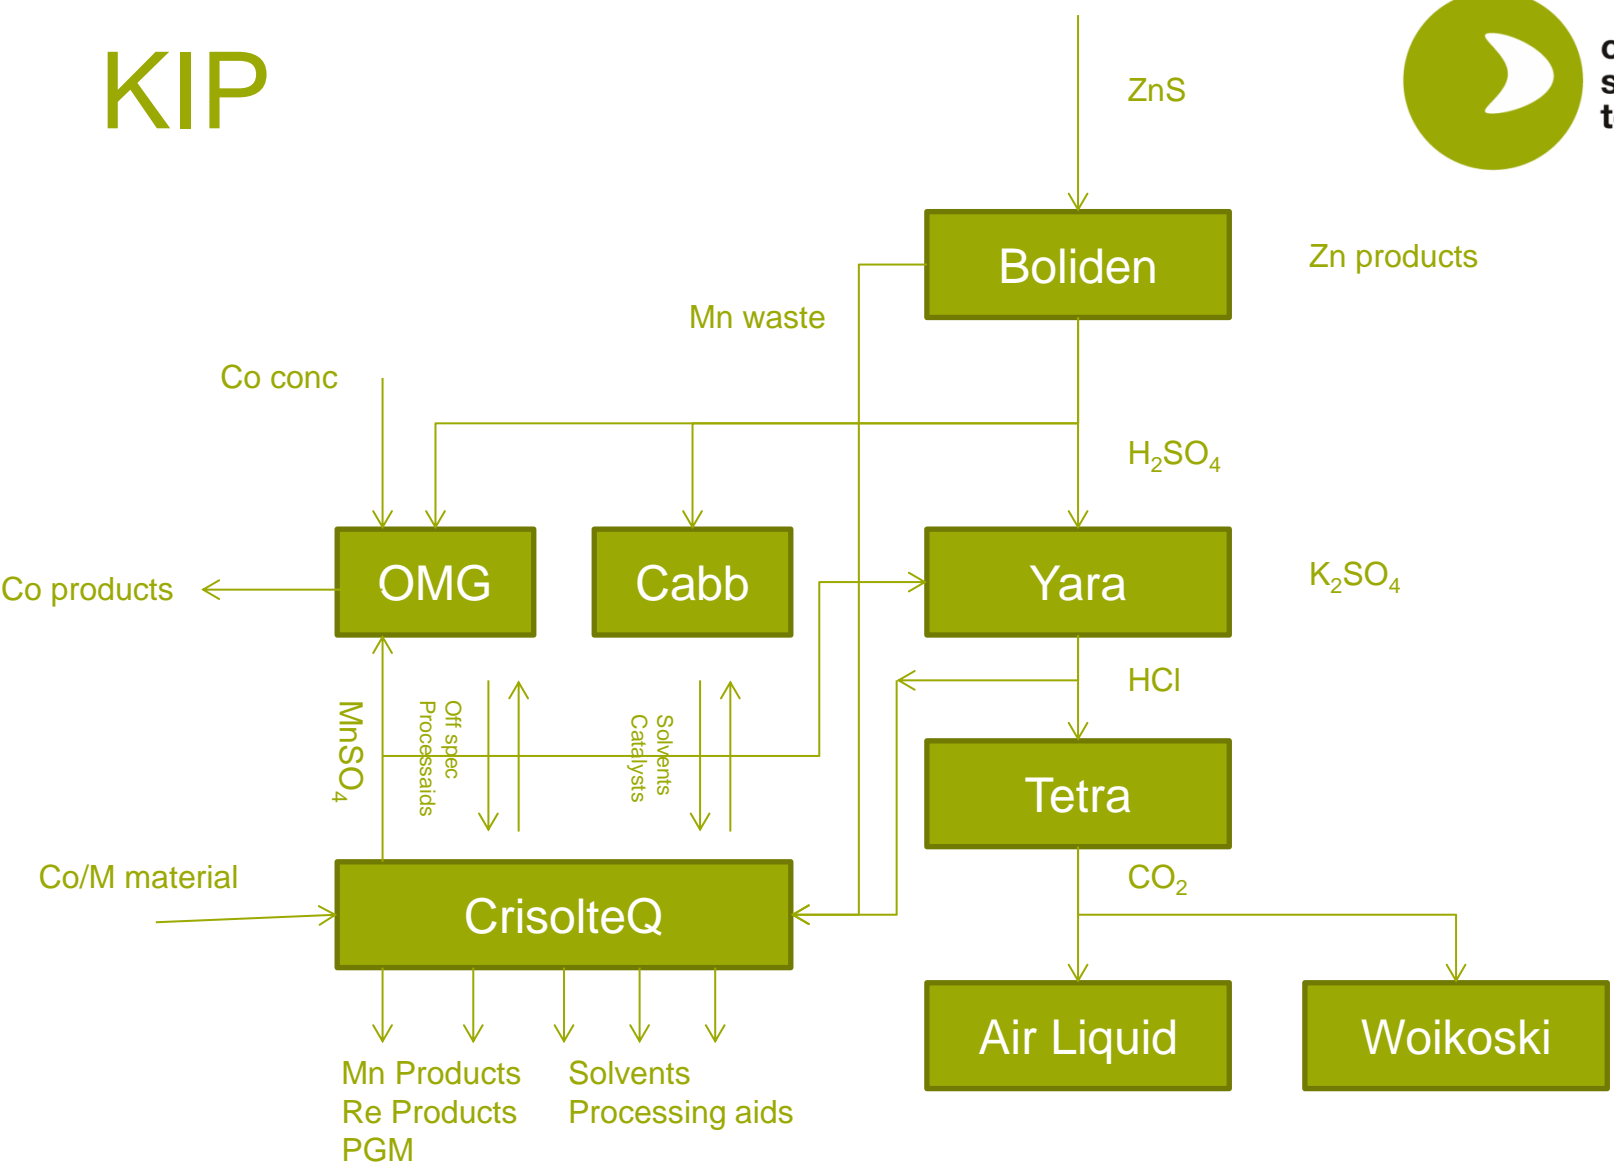 KIP
ZnS
Boliden
Zn products
Mn waste
Co conc
H₂SO₄
OMG
Cabb
Yara
Co products
K₂SO₄
HCl
MnSO₄
Off spec
Processaids
Solvents
Catalysts
Tetra
Co/M material
CO₂
CrisolteQ
Air Liquid
Woikoski
Mn Products
Re Products
PGM
Solvents
Processing aids